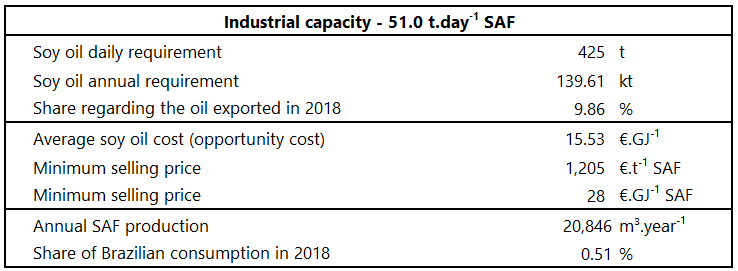 Industrial capacity - 51.0 t.day⁻¹ SAF
Soy oil daily requirement 425 t
Soy oil annual requirement 139.61 kt
Share regarding the oil exported in 2018 9.86 %
Average soy oil cost (opportunity cost) 15.53 €.GJ⁻¹
Minimum selling price 1,205 €.t⁻¹ SAF
Minimum selling price 28 €.GJ⁻¹ SAF
Annual SAF production 20,846 m³.year⁻¹
Share of Brazilian consumption in 2018 0.51 %